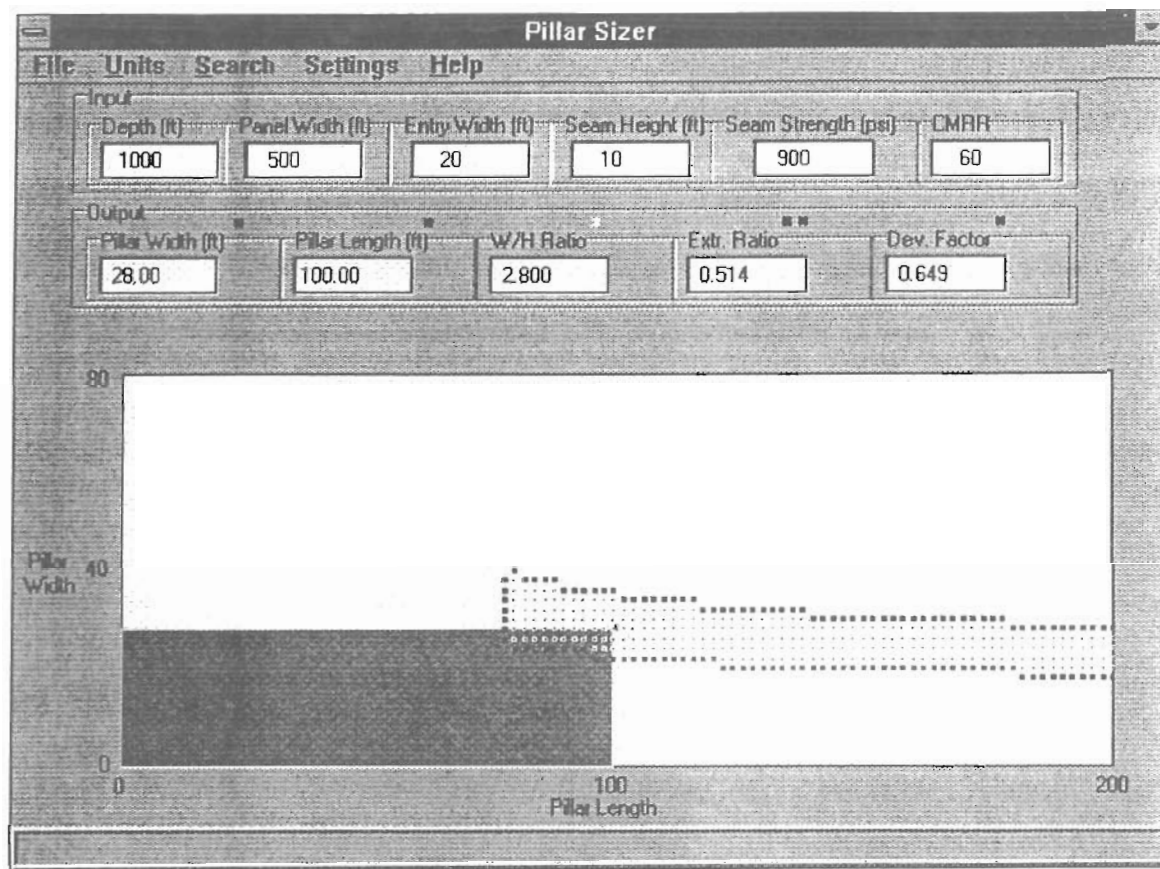 Pillar Sizer
File Units Search Settings Help
Input
Depth (ft) Panel Width (ft) Entry Width (ft) Seam Height (ft) Seam Strength (psi) CMRR
1000 500 20 10 900 60
Output
Pillar Width (ft) Pillar Length (ft) W/H Ratio Extr. Ratio Dev. Factor
28.00 100.00 2.800 0.514 0.649
80
Pillar
Width
40
0
0 100 200
Pillar Length